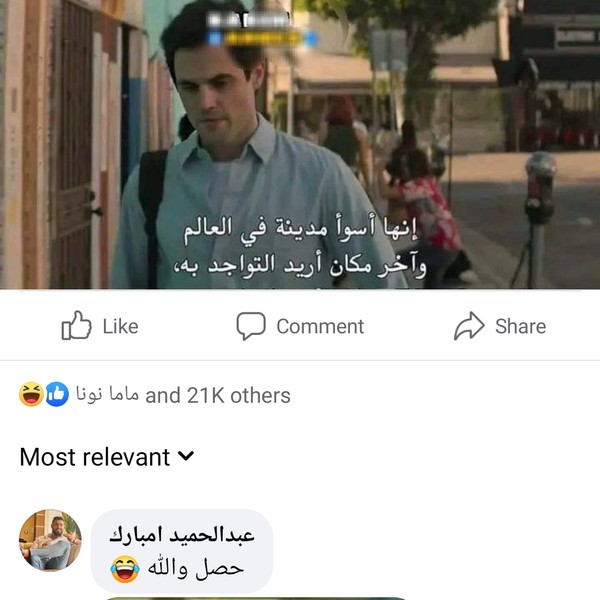 إنها أسوأ مدينة في العالم
وآخر مكان أريد التواجد به،
Like
Comment
Share
ماما نونا and 21K others
Most relevant
عبدالحميد امبارك
حصل والله 😂